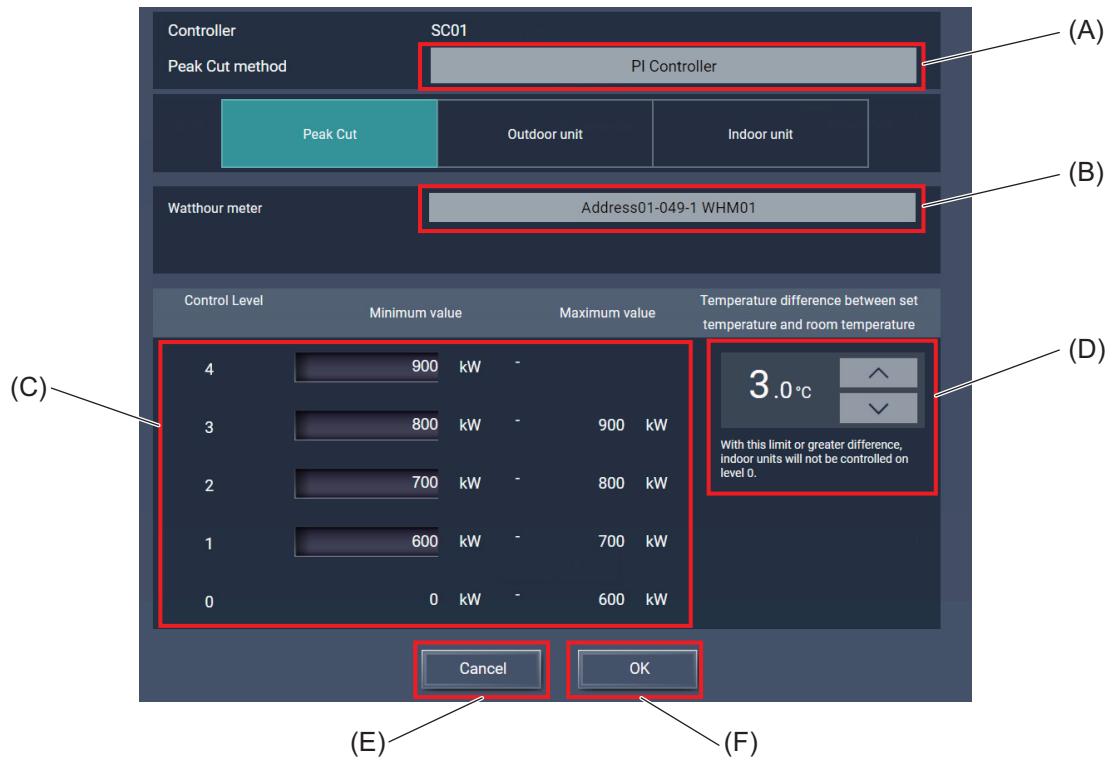 Controller SC01
(A)
Peak Cut method PI Controller
Peak Cut Outdoor unit Indoor unit
(B)
Watthour meter Address01-049-1 WHM01
Control Level Minimum value Maximum value Temperature difference between set
temperature and room temperature
(C)
(D)
4 900 kW -
3 800 kW - 900 kW
2 700 kW - 800 kW
1 600 kW - 700 kW
0 0 kW - 600 kW
3.0°C
With this limit or greater difference,
indoor units will not be controlled on
level 0.
Cancel OK
(E) (F)